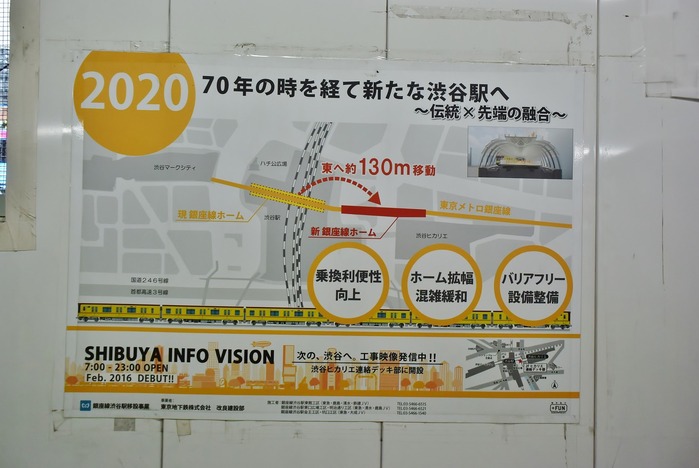 2020
70年の時を経て新たな渋谷駅へ
～伝統×先端の融合～
ハチ公広場
渋谷マークシティ
東へ約130m移動
現 銀座線ホーム
渋谷駅
東京メトロ銀座線
新 銀座線ホーム
渋谷ヒカリエ
国道246号線
首都高速3号線
乗換利便性
向上
ホーム拡幅
混雑緩和
バリアフリー
設備整備
SHIBUYA INFO VISION
7:00 - 23:00 OPEN
Feb. 2016 DEBUT!!
次の、渋谷へ。工事映像発信中!!
渋谷ヒカリエ連絡デッキ部に開設
銀座線渋谷駅移設事業
東京地下鉄株式会社 改良建設部
+FUN